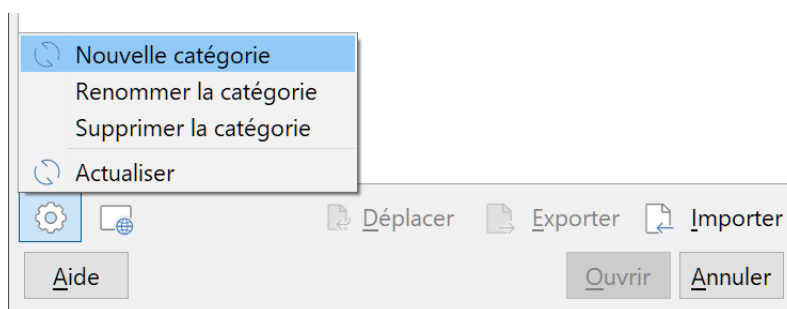 Nouvelle catégorie
Renommer la catégorie
Supprimer la catégorie
Actualiser
Déplacer Exporter Importer
Aide Ouvrir Annuler